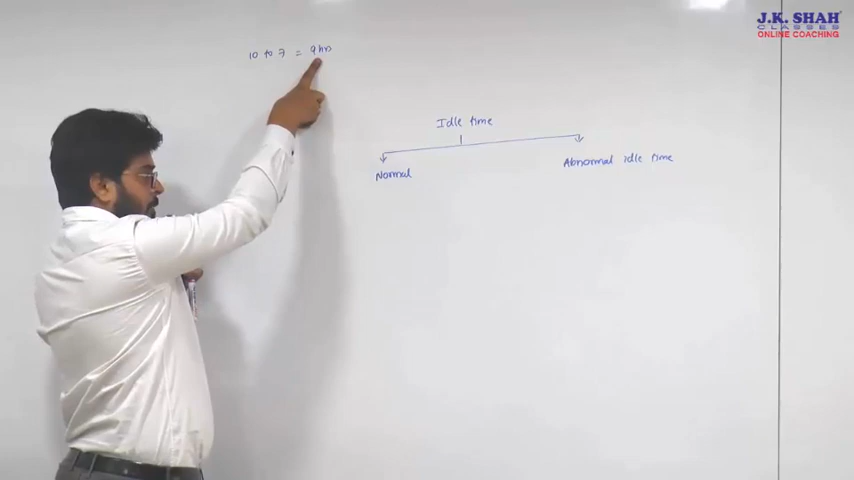 J.K. SHAH
CLASSES
ONLINE COACHING
10 to 7 = 9 hrs
Idle time
Normal
Abnormal idle time